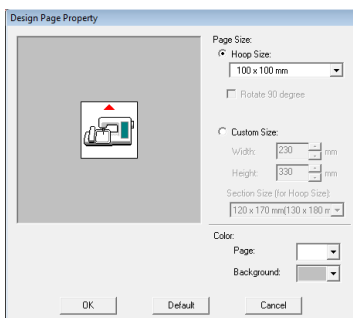 Design Page Property
Page Size:
Hoop Size:
100 x 100 mm
Rotate 90 degree
Custom Size:
Width: 230 mm
Height: 330 mm
Section Size (for Hoop Size):
120 x 170 mm(130 x 180 m
Color:
Page:
Background:
OK Default Cancel